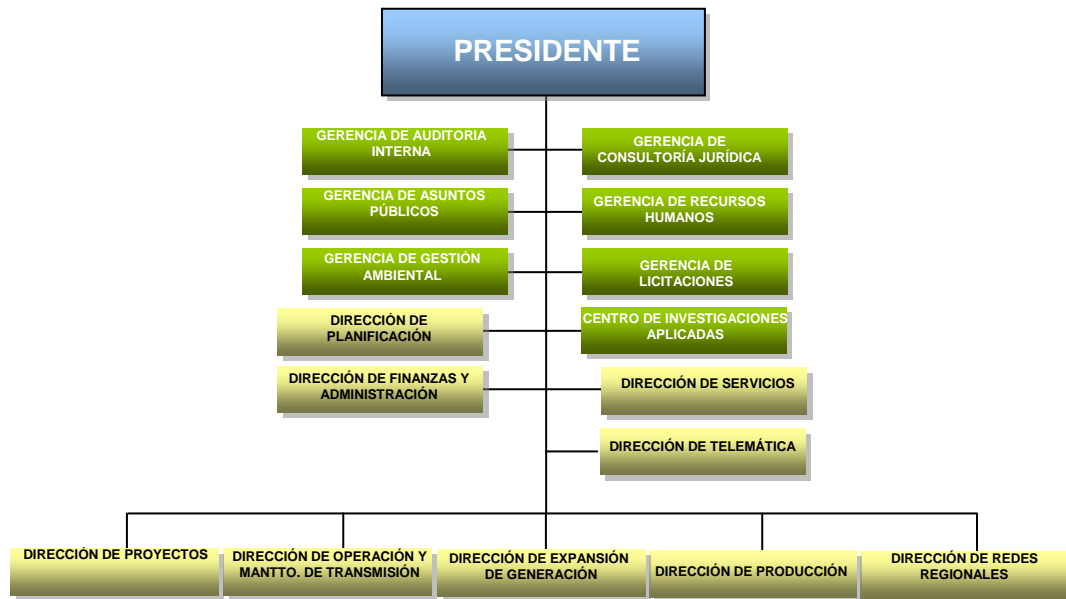 PRESIDENTE
GERENCIA DE AUDITORIA
INTERNA
GERENCIA DE
CONSULTORÍA JURÍDICA
GERENCIA DE ASUNTOS
PÚBLICOS
GERENCIA DE RECURSOS
HUMANOS
GERENCIA DE GESTIÓN
AMBIENTAL
GERENCIA DE
LICITACIONES
DIRECCIÓN DE
PLANIFICACIÓN
CENTRO DE INVESTIGACIONES
APLICADAS
DIRECCIÓN DE FINANZAS Y
ADMINISTRACIÓN
DIRECCIÓN DE SERVICIOS
DIRECCIÓN DE TELEMÁTICA
DIRECCIÓN DE PROYECTOS
DIRECCIÓN DE OPERACIÓN Y
MANTTO. DE TRANSMISIÓN
DIRECCIÓN DE EXPANSIÓN
DE GENERACIÓN
DIRECCIÓN DE PRODUCCIÓN
DIRECCIÓN DE REDES
REGIONALES